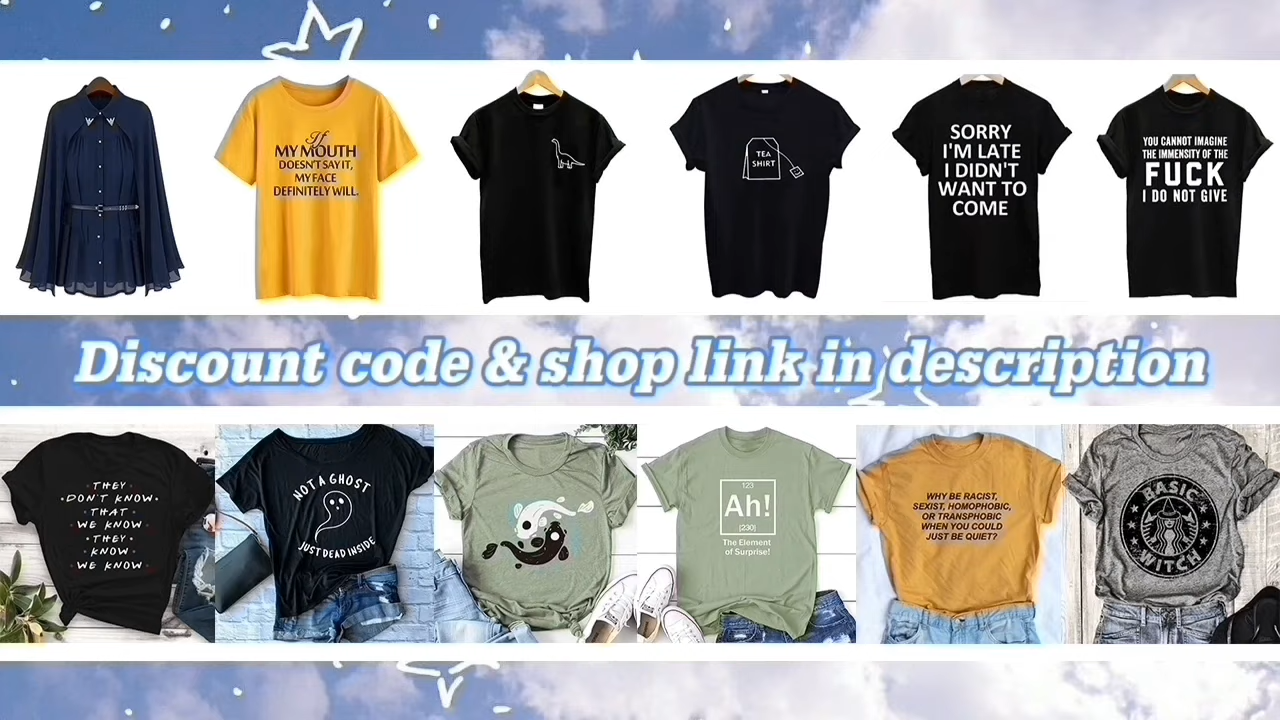 If
MY MOUTH
DOESN'T SAY IT,
MY FACE
DEFINITELY WILL.
TEA
SHIRT
SORRY
I'M LATE
I DIDN'T
WANT TO
COME
YOU CANNOT IMAGINE
THE IMMENSITY OF THE
FUCK
I DO NOT GIVE
Discount code & shop link in description
THEY
DON'T KNOW
THAT
WE KNOW
THEY
KNOW
WE KNOW
NOT A GHOST
JUST DEAD INSIDE
123
Ah!
[230]
The Element
of Surprise!
WHY BE RACIST,
SEXIST, HOMOPHOBIC,
OR TRANSPHOBIC
WHEN YOU COULD
JUST BE QUIET?
BASIC
WITCH